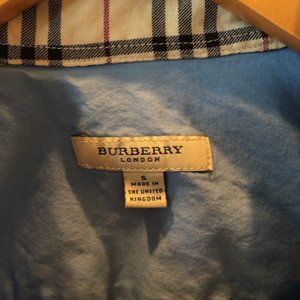 BURBERRY
LONDON
S
MADE IN
THE UNITED
KINGDOM